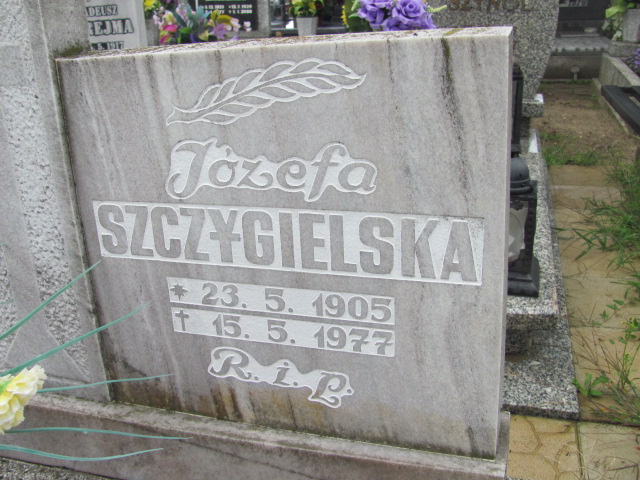 Józefa
SZCZYGIELSKA
* 23. 5. 1905
† 15. 5. 1977
R. i. P.